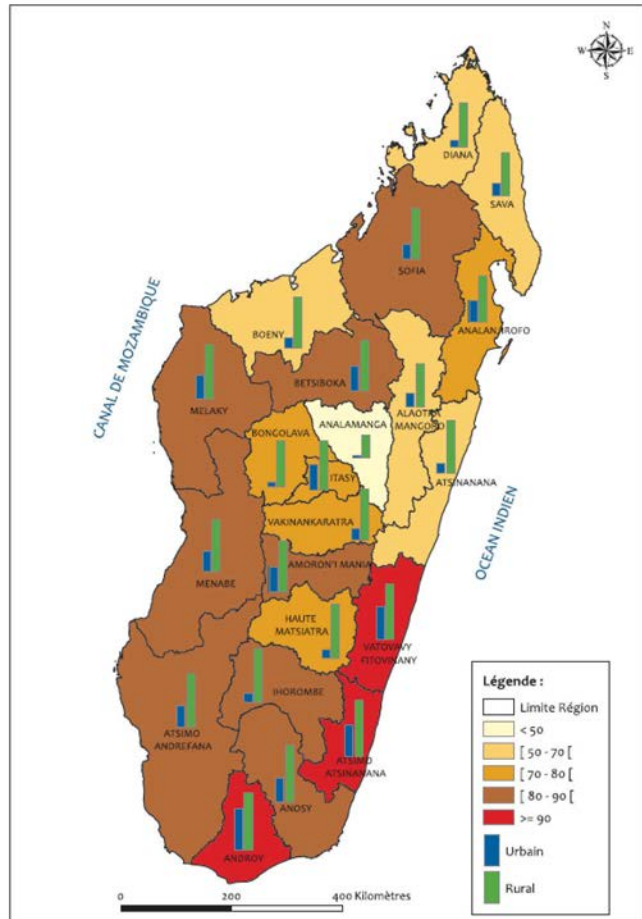 N
W E
S
DIANA
SAVA
SOFIA
ANALANJIROFO
BOENY
CANAL DE MOZAMBIQUE
BETSIBOKA
MELAKY
ALAOTRA
MANGORO
ANALAMANGA
BONGOLAVA
ITASY
ATSINANANA
VAKINANKARATRA
OCEAN INDIEN
AMORON'I MANIA
MENABE
HAUTE
MATSIATRA
VATOVAVY
FITOVINANY
IHOROMBE
ATSIMO
ANDREFANA
ATSIMO
ATSINANANA
ANOSY
ANDROY
Légende :
Limite Région
< 50
[ 50 - 70 [
[ 70 - 80 [
[ 80 - 90 [
>= 90
Urbain
Rural
0 200 400 Kilomètres